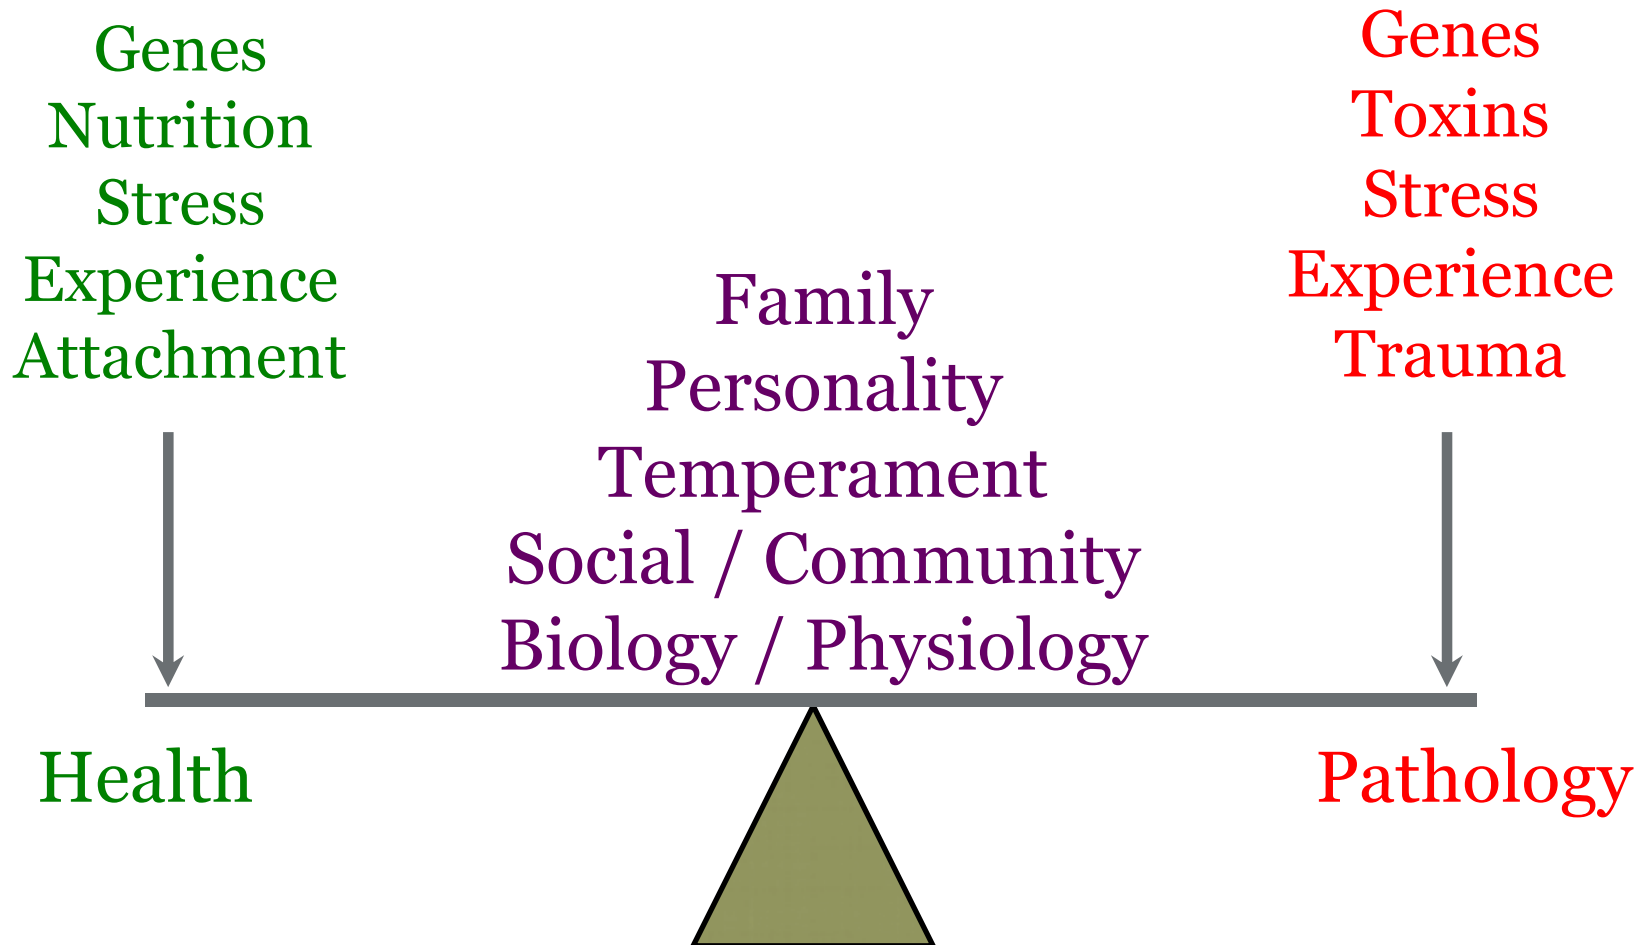 Genes
Nutrition
Stress
Experience
Attachment
Family
Personality
Temperament
Social / Community
Biology / Physiology
Genes
Toxins
Stress
Experience
Trauma
Health
Pathology